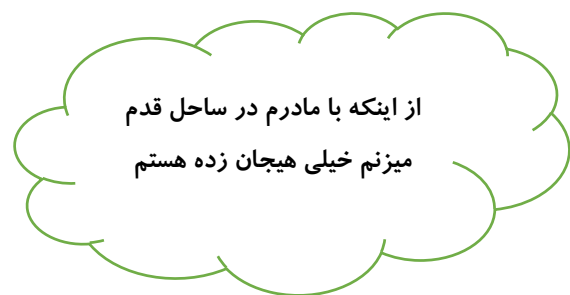 از اینکه با مادرم در ساحل قدم
میزنم خیلی هیجان زده هستم